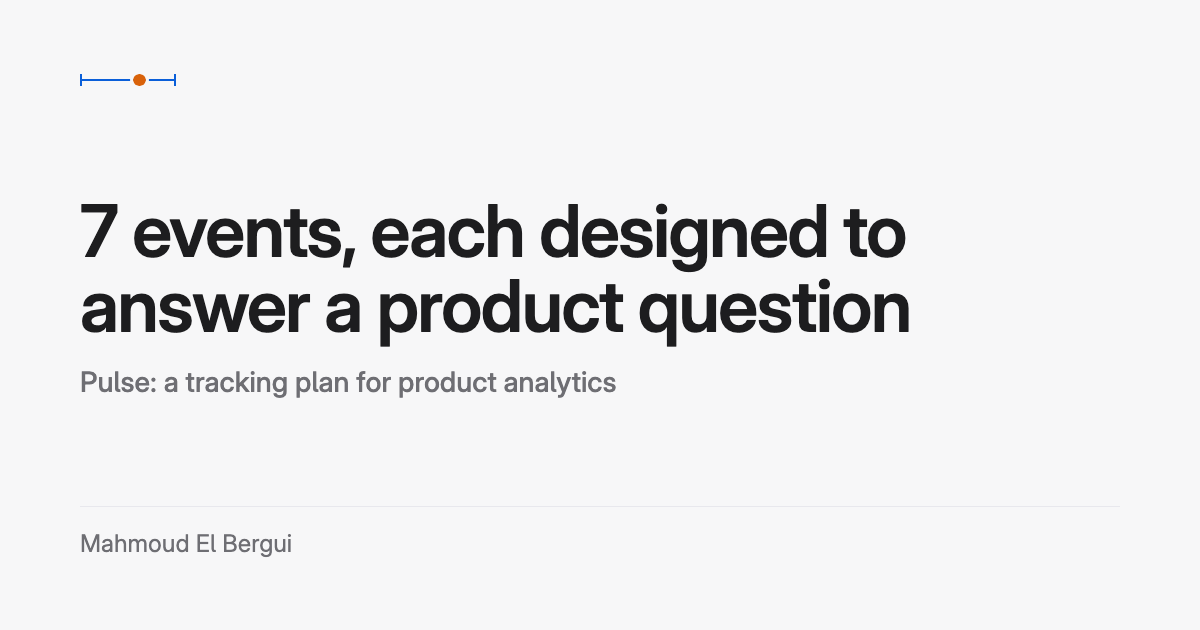 7 events, each designed to
answer a product question
Pulse: a tracking plan for product analytics
Mahmoud El Bergui